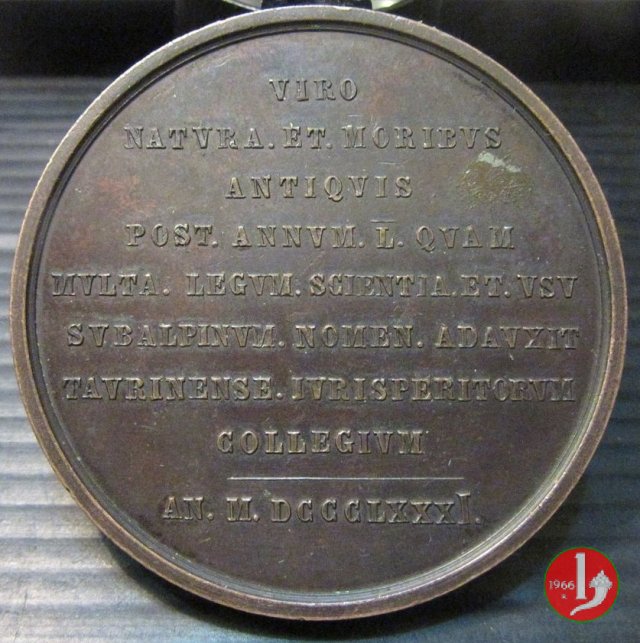 VIRO
NATVRA. ET. MORIBVS
ANTIQVIS
POST. ANNVM. L̅. QVAM
MVLTA. LEGVM. SCIENTIA. ET. VSV
SVBALPINVM. NOMEN. ADAVXIT
TAVRINENSE. IVRISPERITORVM
COLLEGIVM
AN. M. DCCCLXXXI.
1966